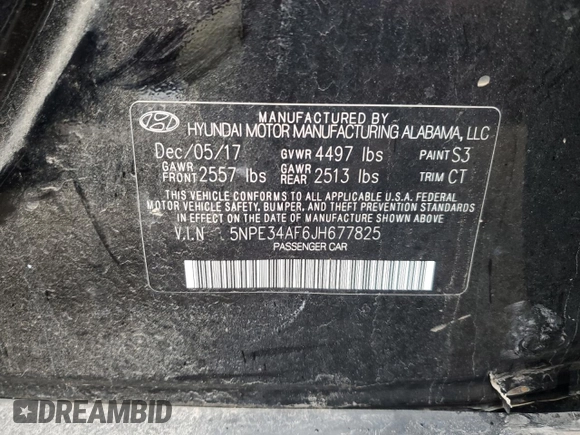 MANUFACTURED BY
HYUNDAI MOTOR MANUFACTURING ALABAMA, LLC
Dec/05/17 GVWR 4497 lbs PAINT S3
GAWR FRONT 2557 lbs GAWR REAR 2513 lbs TRIM CT
THIS VEHICLE CONFORMS TO ALL APPLICABLE U.S.A. FEDERAL
MOTOR VEHICLE SAFETY, BUMPER, AND THEFT PREVENTION STANDARDS
IN EFFECT ON THE DATE OF MANUFACTURE SHOWN ABOVE.
V.I.N : 5NPE34AF6JH677825
PASSENGER CAR
DREAMBID